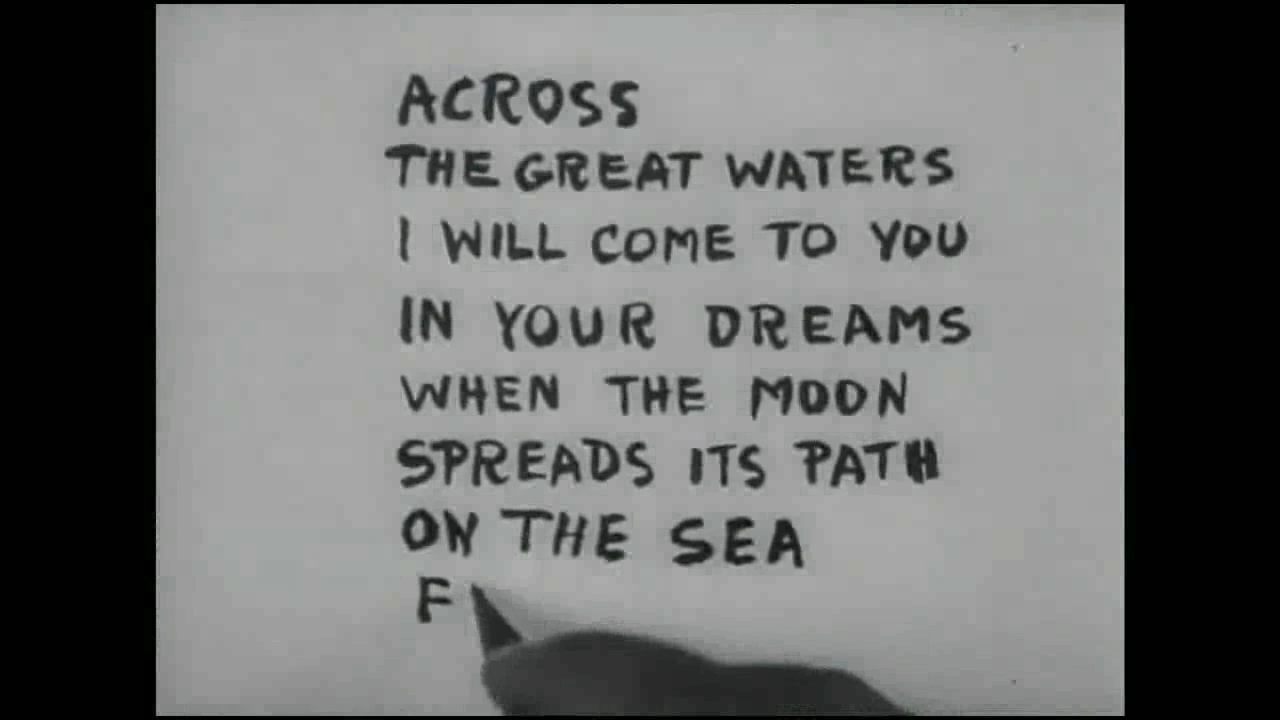 ACROSS
THE GREAT WATERS
I WILL COME TO YOU
IN YOUR DREAMS
WHEN THE MOON
SPREADS ITS PATH
ON THE SEA
F